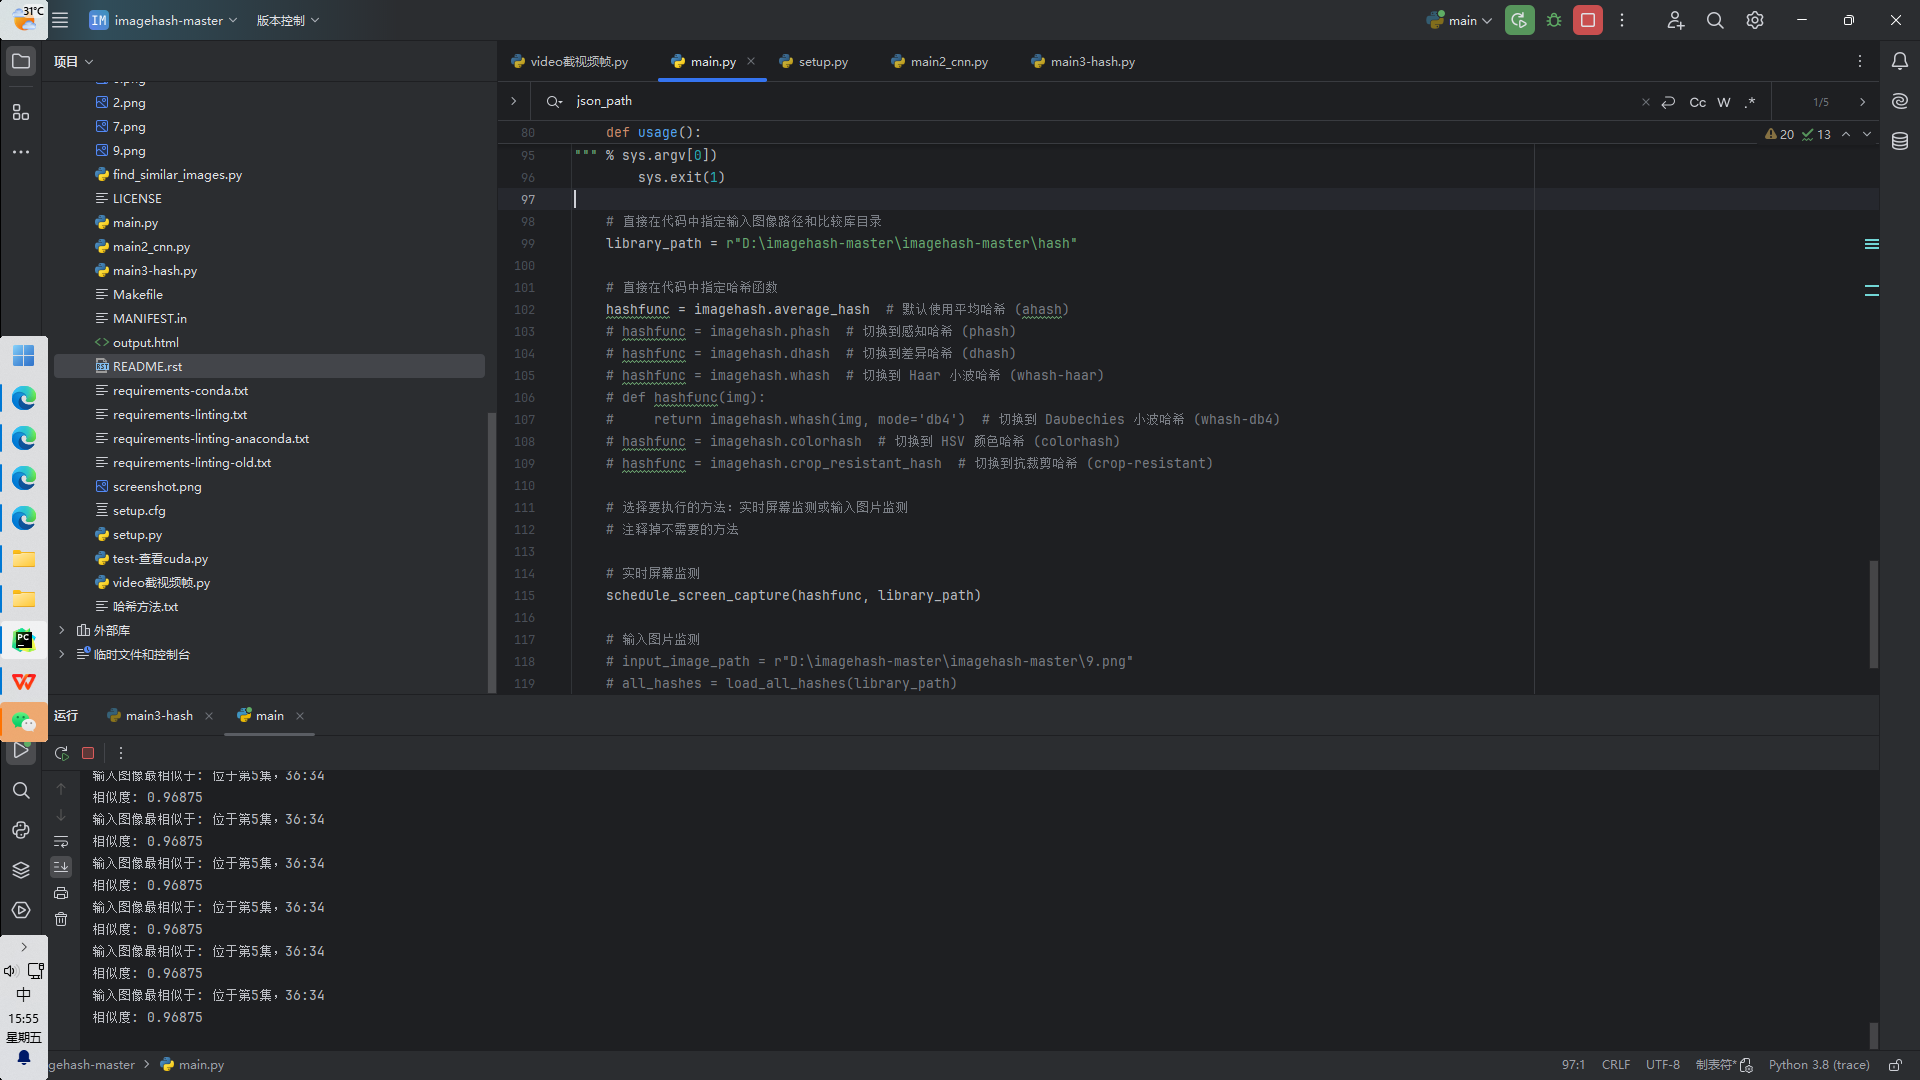 31°C
IM imagehash-master
版本控制
main
项目
video截视频帧.py
main.py
setup.py
main2_cnn.py
main3-hash.py
json_path
Cc W .*
1/5
2.png
7.png
9.png
find_similar_images.py
LICENSE
main.py
main2_cnn.py
main3-hash.py
Makefile
MANIFEST.in
output.html
README.rst
requirements-conda.txt
requirements-linting.txt
requirements-linting-anaconda.txt
requirements-linting-old.txt
screenshot.png
setup.cfg
setup.py
test-查看cuda.py
video截视频帧.py
哈希方法.txt
外部库
临时文件和控制台
80 def usage():
20 13
95 """ % sys.argv[0])
96 sys.exit(1)
97
98 # 直接在代码中指定输入图像路径和比较库目录
99 library_path = r"D:\imagehash-master\imagehash-master\hash"
100
101 # 直接在代码中指定哈希函数
102 hashfunc = imagehash.average_hash # 默认使用平均哈希 (ahash)
103 # hashfunc = imagehash.phash # 切换到感知哈希 (phash)
104 # hashfunc = imagehash.dhash # 切换到差异哈希 (dhash)
105 # hashfunc = imagehash.whash # 切换到 Haar 小波哈希 (whash-haar)
106 # def hashfunc(img):
107 # return imagehash.whash(img, mode='db4') # 切换到 Daubechies 小波哈希 (whash-db4)
108 # hashfunc = imagehash.colorhash # 切换到 HSV 颜色哈希 (colorhash)
109 # hashfunc = imagehash.crop_resistant_hash # 切换到抗裁剪哈希 (crop-resistant)
110
111 # 选择要执行的方法: 实时屏幕监测或输入图片监测
112 # 注释掉不需要的方法
113
114 # 实时屏幕监测
115 schedule_screen_capture(hashfunc, library_path)
116
117 # 输入图片监测
118 # input_image_path = r"D:\imagehash-master\imagehash-master\9.png"
119 # all_hashes = load_all_hashes(library_path)
运行
main3-hash
main
输入图像最相似于: 位于第5集，36:34
相似度: 0.96875
输入图像最相似于: 位于第5集，36:34
相似度: 0.96875
输入图像最相似于: 位于第5集，36:34
相似度: 0.96875
输入图像最相似于: 位于第5集，36:34
相似度: 0.96875
输入图像最相似于: 位于第5集，36:34
相似度: 0.96875
输入图像最相似于: 位于第5集，36:34
相似度: 0.96875
中
15:55
星期五
gehash-master
main.py
97:1
CRLF
UTF-8
制表符*
Python 3.8 (trace)